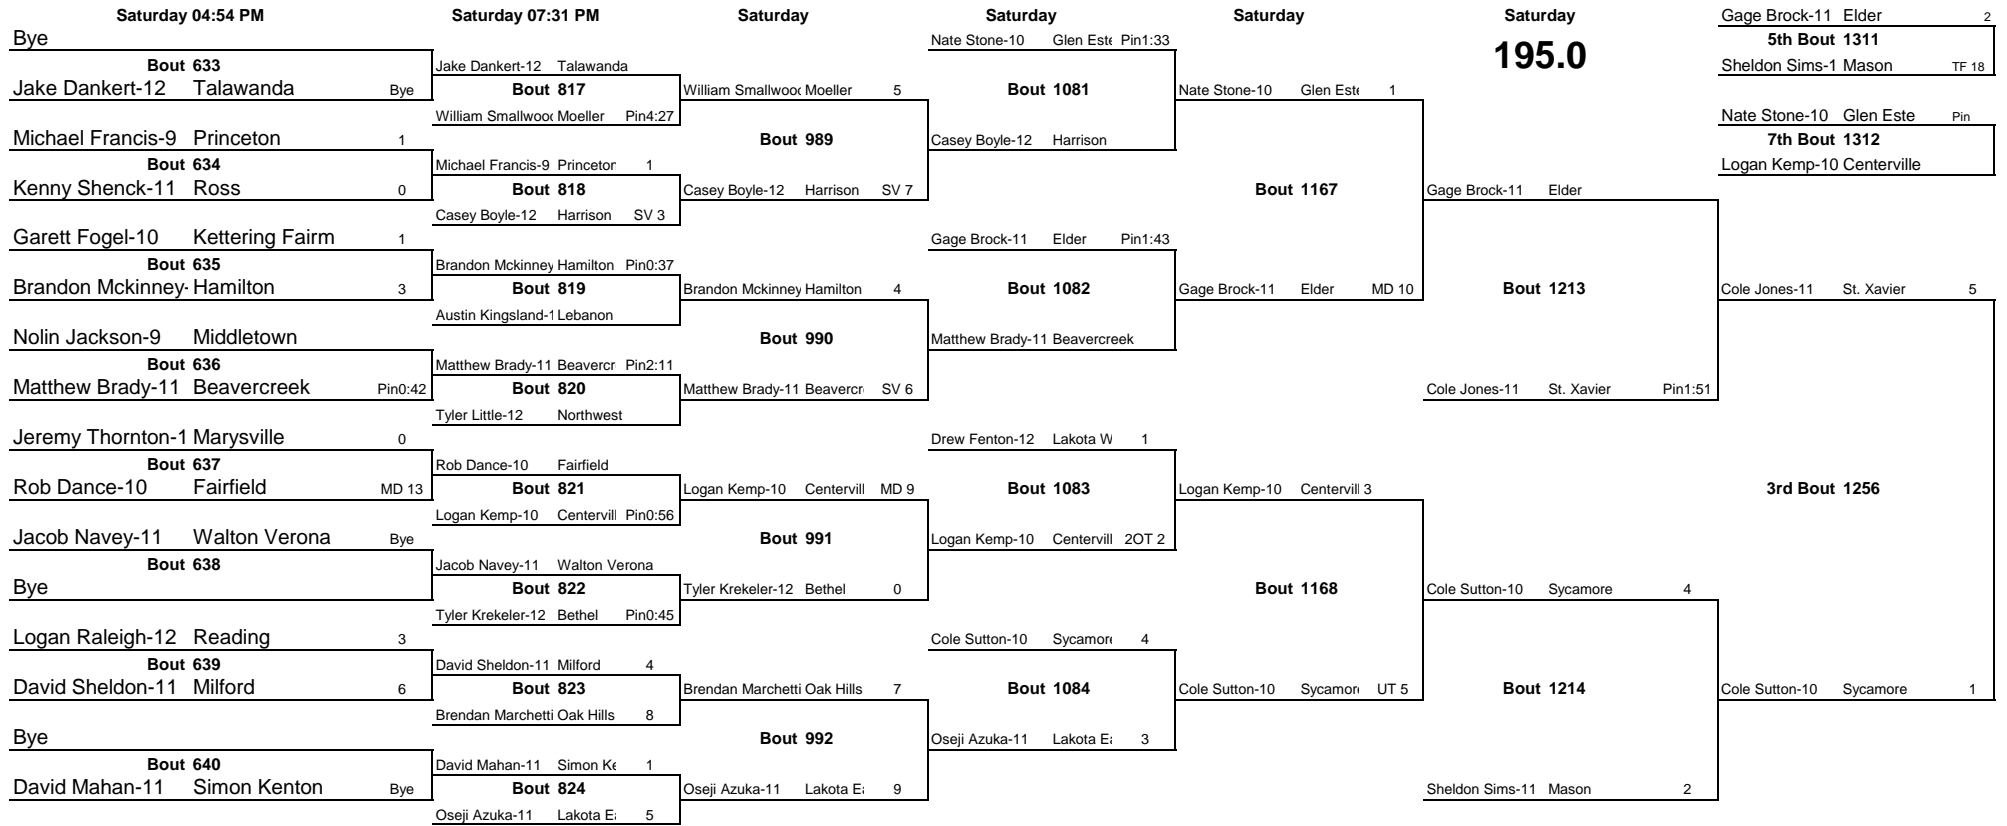 Saturday 04:54 PM
Bye
Bout 633
Jake Dankert-12 Talawanda Bye
Michael Francis-9 Princeton 1
Bout 634
Kenny Shenck-11 Ross 0
Garett Fogel-10 Kettering Fairm 1
Bout 635
Brandon Mckinney- Hamilton 3
Nolin Jackson-9 Middletown
Bout 636
Matthew Brady-11 Beavercreek Pin0:42
Jeremy Thornton-1 Marysville 0
Bout 637
Rob Dance-10 Fairfield MD 13
Jacob Navey-11 Walton Verona Bye
Bout 638
Bye
Logan Raleigh-12 Reading 3
Bout 639
David Sheldon-11 Milford 6
Bye
Bout 640
David Mahan-11 Simon Kenton Bye
Saturday 07:31 PM
Jake Dankert-12 Talawanda
Bout 817
William Smallwood Moeller Pin4:27
Michael Francis-9 Princeton 1
Bout 818
Casey Boyle-12 Harrison SV 3
Brandon Mckinney Hamilton Pin0:37
Bout 819
Austin Kingsland-1 Lebanon
Matthew Brady-11 Beavercr Pin2:11
Bout 820
Tyler Little-12 Northwest
Rob Dance-10 Fairfield
Bout 821
Logan Kemp-10 Centervill Pin0:56
Jacob Navey-11 Walton Verona
Bout 822
Tyler Krekeler-12 Bethel Pin0:45
David Sheldon-11 Milford 4
Bout 823
Brendan Marchetti Oak Hills 8
David Mahan-11 Simon Ke 1
Bout 824
Oseji Azuka-11 Lakota Ea 5
Saturday
William Smallwood Moeller 5
Bout 989
Casey Boyle-12 Harrison SV 7
Brandon Mckinney Hamilton 4
Bout 990
Matthew Brady-11 Beavercr SV 6
Logan Kemp-10 Centervill MD 9
Bout 991
Tyler Krekeler-12 Bethel 0
Brendan Marchetti Oak Hills 7
Bout 992
Oseji Azuka-11 Lakota Ea 9
Saturday
Nate Stone-10 Glen Este Pin1:33
Bout 1081
Casey Boyle-12 Harrison
Gage Brock-11 Elder Pin1:43
Bout 1082
Matthew Brady-11 Beavercreek
Drew Fenton-12 Lakota W 1
Bout 1083
Logan Kemp-10 Centervill 2OT 2
Cole Sutton-10 Sycamore 4
Bout 1084
Oseji Azuka-11 Lakota Ea 3
Saturday
Nate Stone-10 Glen Este 1
Bout 1167
Gage Brock-11 Elder MD 10
Logan Kemp-10 Centervill 3
Bout 1168
Cole Sutton-10 Sycamore UT 5
Saturday
195.0
Gage Brock-11 Elder
Bout 1213
Cole Jones-11 St. Xavier Pin1:51
Cole Sutton-10 Sycamore 4
Bout 1214
Sheldon Sims-11 Mason 2
Gage Brock-11 Elder 2
5th Bout 1311
Sheldon Sims-1 Mason TF 18
Nate Stone-10 Glen Este Pin
7th Bout 1312
Logan Kemp-10 Centerville
Cole Jones-11 St. Xavier 5
3rd Bout 1256
Cole Sutton-10 Sycamore 1